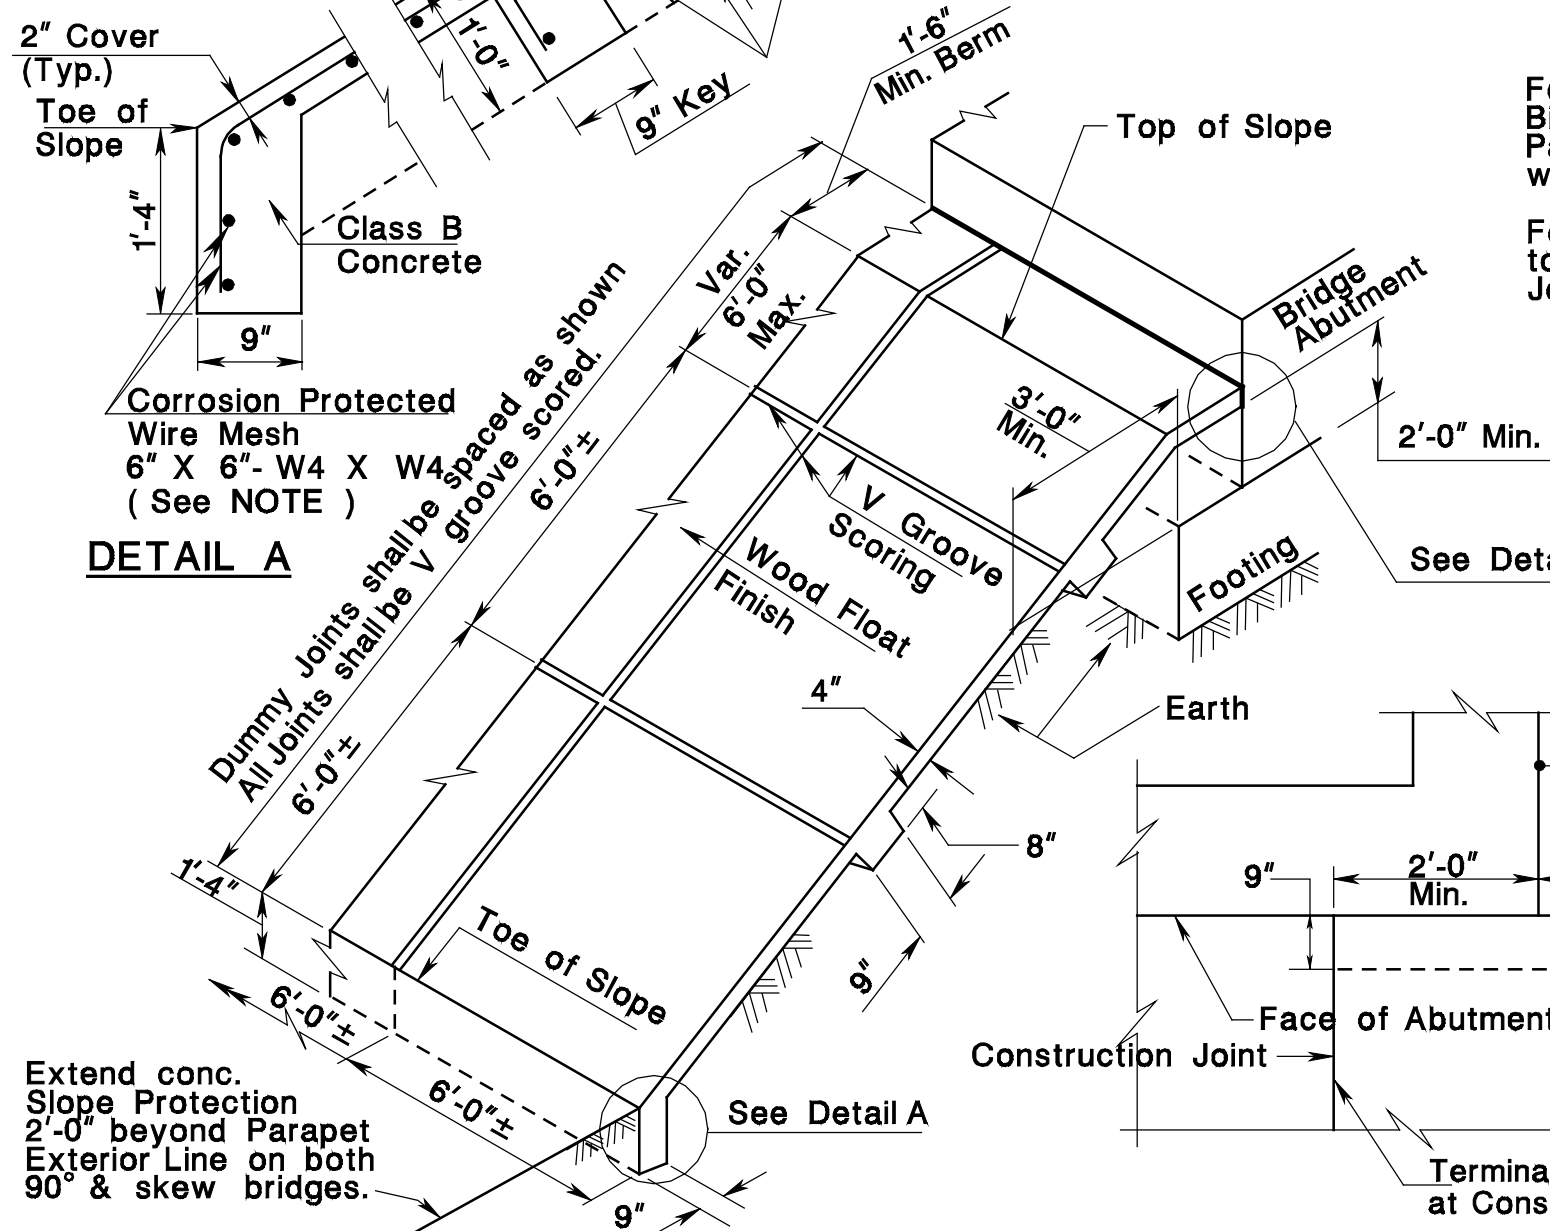 2" Cover
(Typ.)
Toe of
Slope
1'-4"
9"
Class B
Concrete
Corrosion Protected
Wire Mesh
6" X 6"- W4 X W4
( See NOTE )
DETAIL A
1'-0"
9" Key
1'-6"
Min. Berm
Top of Slope
Bridge
Abutment
2'-0" Min.
Var.
6'-0"
Max.
3'-0"
Min.
Dummy Joints shall be spaced as shown
All Joints shall be V groove scored.
6'-0"±
V Groove
Scoring
Wood Float
Finish
Footing
See
Earth
4"
8"
9"
6'-0"±
1'-4"
Toe of Slope
6'-0"±
6'-0"±
See Detail A
9"
Extend conc.
Slope Protection
2'-0" beyond Parapet
Exterior Line on both
90° & skew bridges.
9"
2'-0"
Min.
Face of Abutment
Construction Joint
at